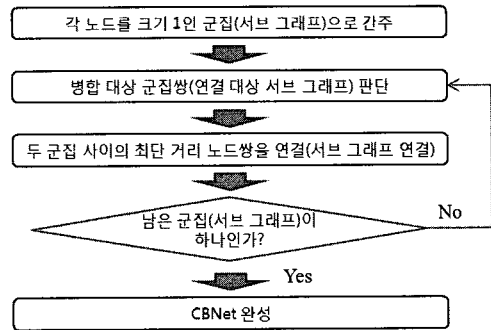 각 노드를 크기 1인 군집(서브 그래프)으로 간주
병합 대상 군집쌍(연결 대상 서브 그래프) 판단
두 군집 사이의 최단 거리 노드쌍을 연결(서브 그래프 연결)
남은 군집(서브 그래프)이
하나인가?
No
Yes
CBNet 완성